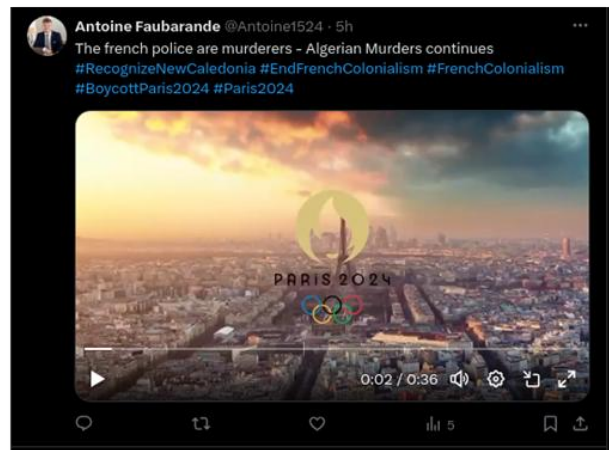 Antoine Faubarande @Antoine1524 · 5h
The french police are murderers - Algerian Murders continues
#RecognizeNewCaledonia #EndFrenchColonialism #FrenchColonialism
#BoycottParis2024 #Paris2024
PARIS 2024
0:02 / 0:36
5